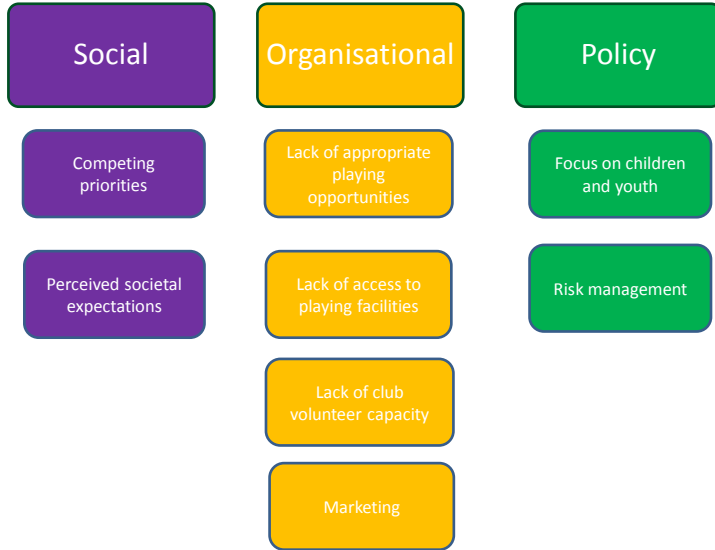 Social
Competing
priorities
Perceived societal
expectations
Organisational
Lack of appropriate
playing
opportunities
Lack of access to
playing facilities
Lack of club
volunteer capacity
Marketing
Policy
Focus on children
and youth
Risk management